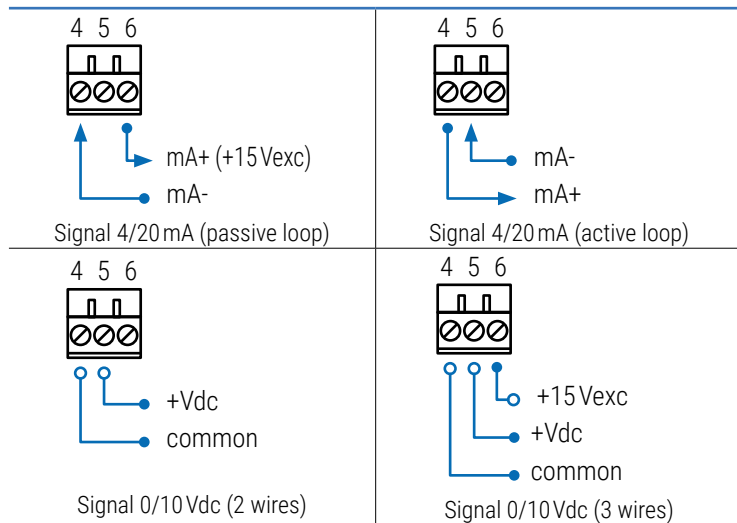 4 5 6
mA+ (+15 Vexc)
mA-
Signal 4/20 mA (passive loop)
4 5 6
mA-
mA+
Signal 4/20 mA (active loop)
4 5 6
+Vdc
common
Signal 0/10 Vdc (2 wires)
4 5 6
+15 Vexc
+Vdc
common
Signal 0/10 Vdc (3 wires)